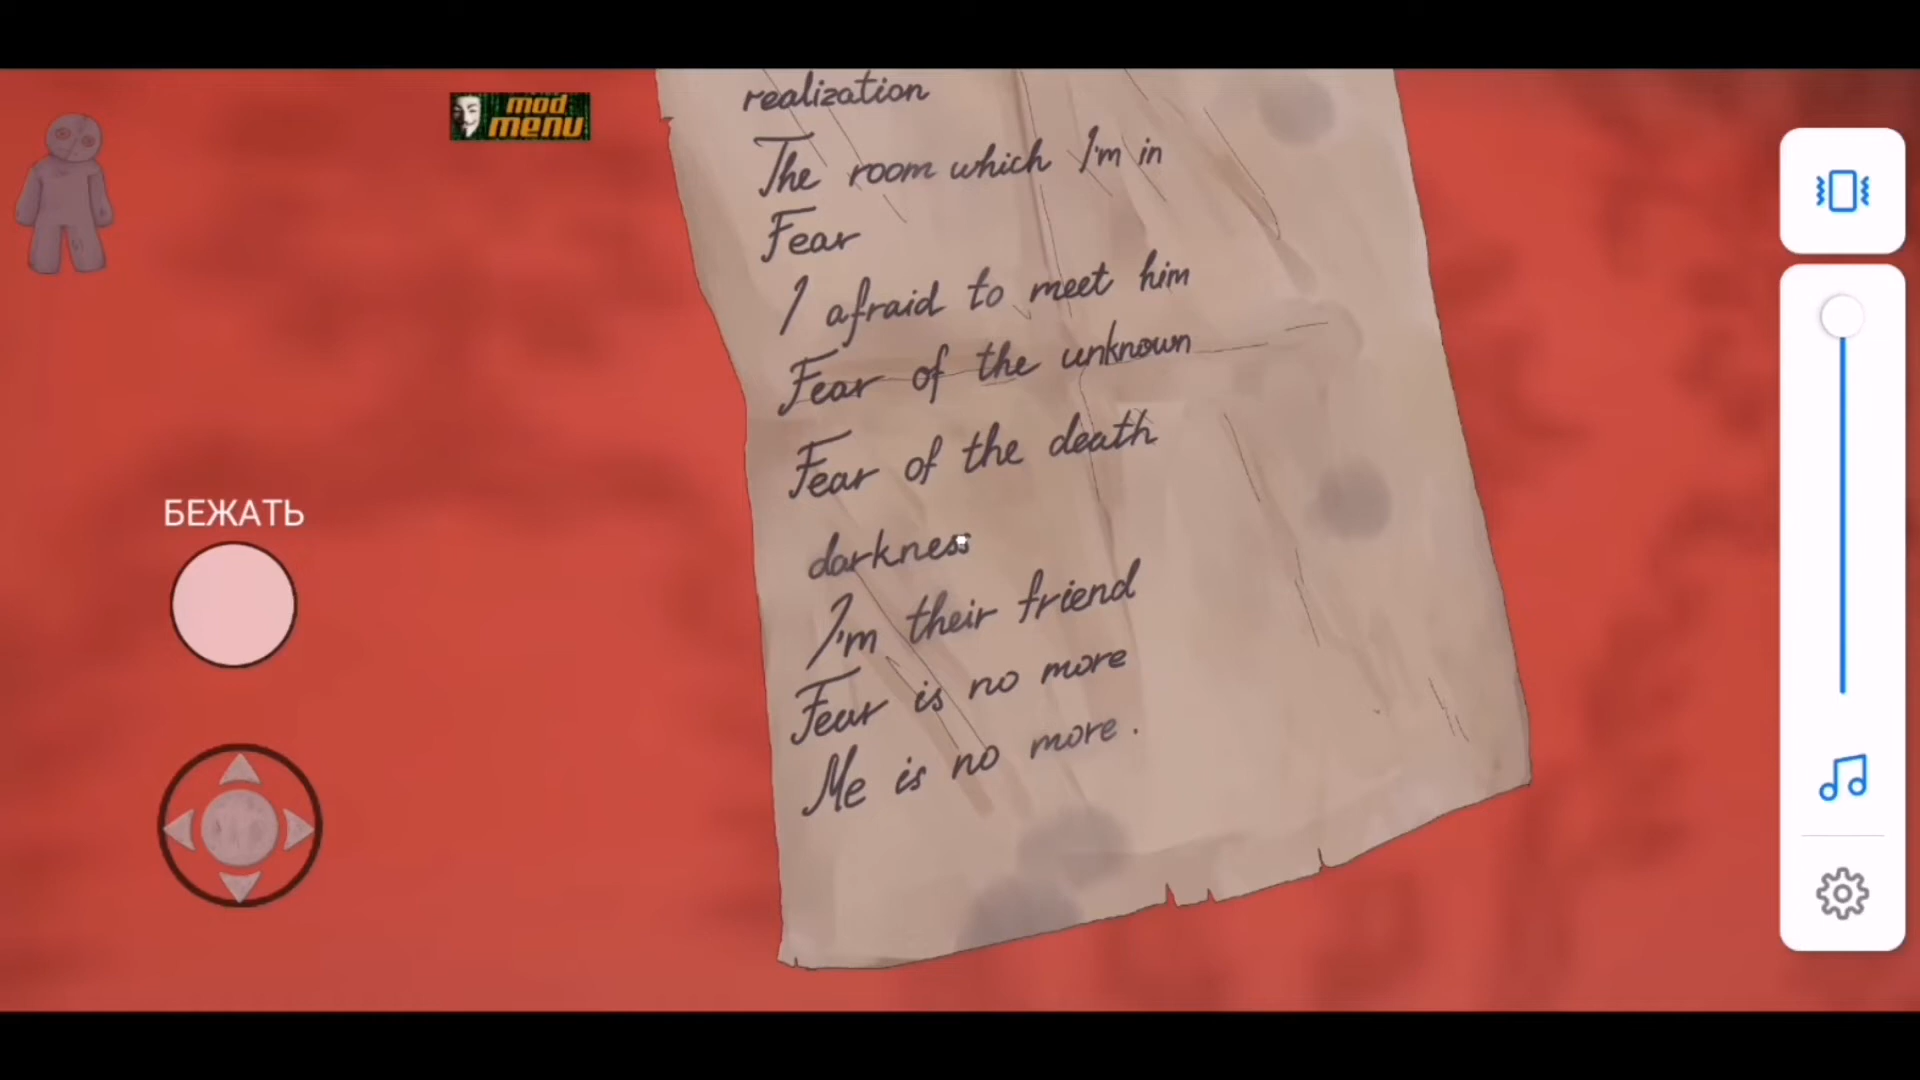 mod
menu
realization
The room which I'm in
Fear
I afraid to meet him
Fear of the unknown
Fear of the death
darkness
I'm their friend
Fear is no more
Me is no more.
БЕЖАТЬ